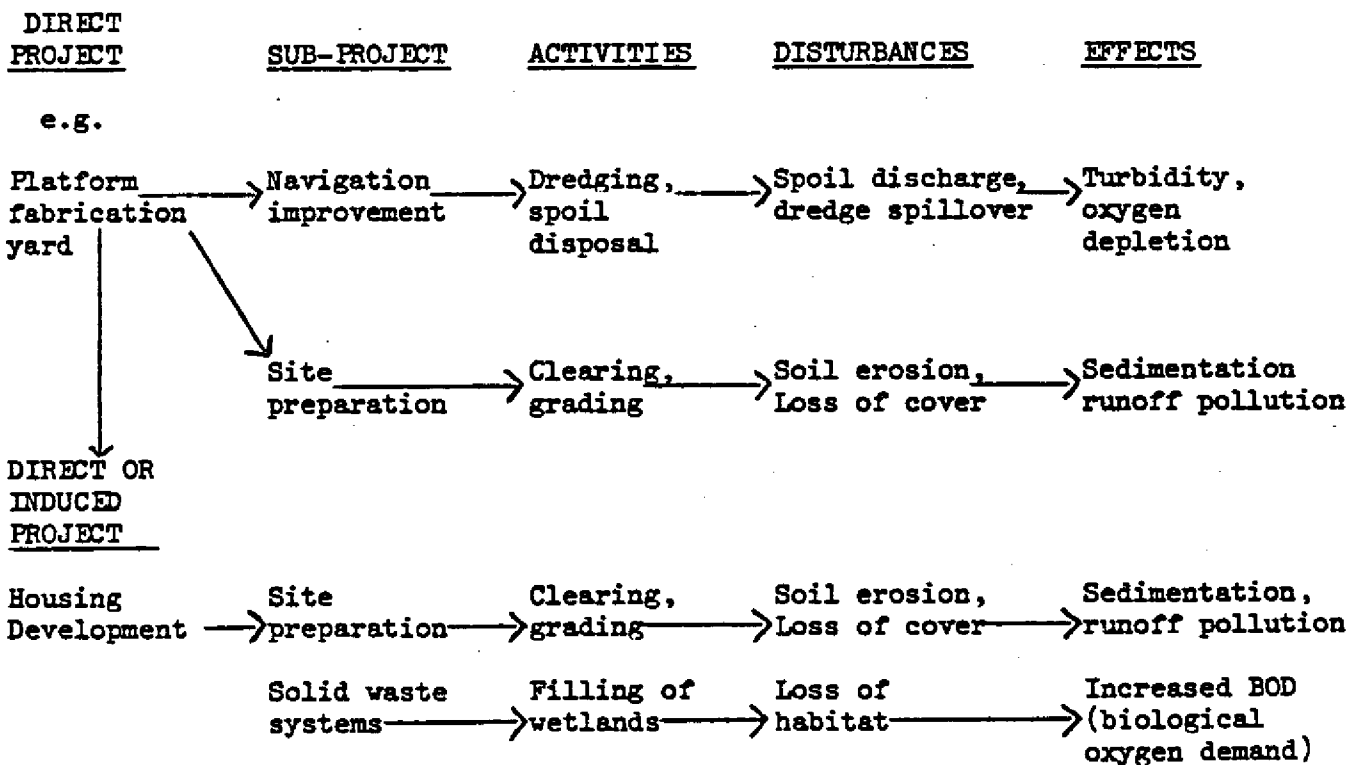 DIRECT
PROJECT SUB-PROJECT ACTIVITIES DISTURBANCES EFFECTS
e.g.
Platform Navigation Dredging, Spoil discharge, Turbidity,
fabrication improvement spoil dredge spillover oxygen
yard disposal depletion
Site Clearing, Soil erosion, Sedimentation
preparation grading Loss of cover runoff pollution
DIRECT OR
INDUCED
PROJECT
Housing Site Clearing, Soil erosion, Sedimentation,
Development preparation grading Loss of cover runoff pollution
Solid waste Filling of Loss of Increased BOD
systems wetlands habitat (biological
oxygen demand)